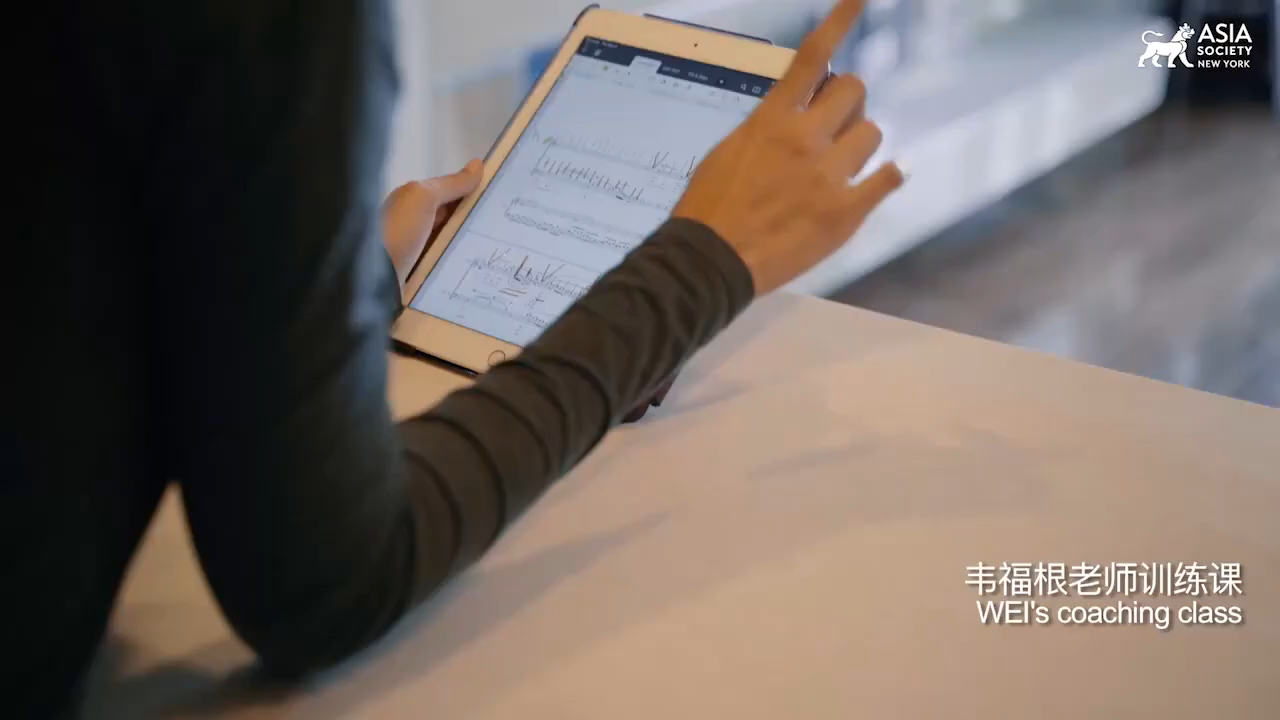 ASIA
SOCIETY
NEW YORK
韦福根老师训练课
WEI's coaching class